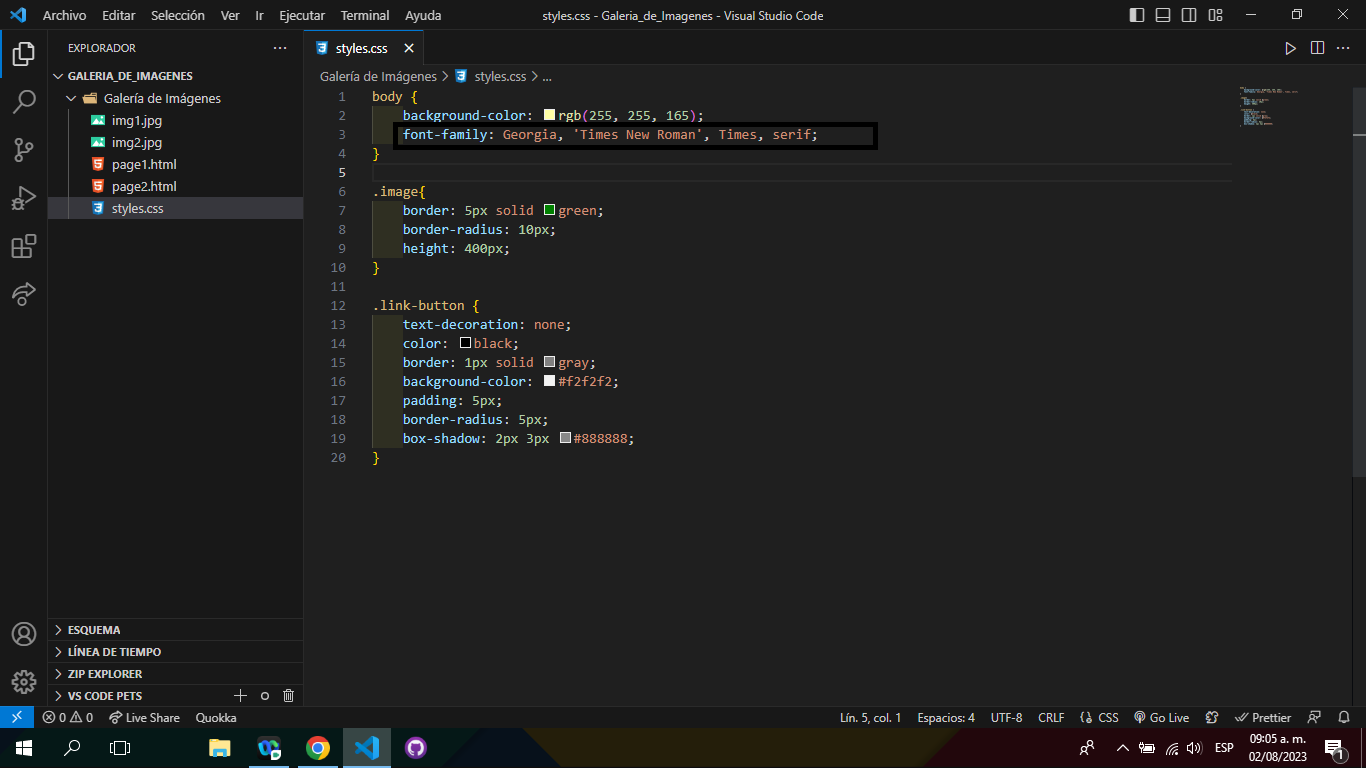 Archivo Editar Selección Ver Ir Ejecutar Terminal Ayuda
styles.css - Galeria_de_Imagenes - Visual Studio Code
EXPLORADOR
GALERIA_DE_IMAGENES
Galería de Imágenes
img1.jpg
img2.jpg
page1.html
page2.html
styles.css
ESQUEMA
LÍNEA DE TIEMPO
ZIP EXPLORER
VS CODE PETS
styles.css
Galería de Imágenes > styles.css > ...
1 body {
2 background-color: rgb(255, 255, 165);
3 font-family: Georgia, 'Times New Roman', Times, serif;
4 }
5
6 .image{
7 border: 5px solid green;
8 border-radius: 10px;
9 height: 400px;
10 }
11
12 .link-button {
13 text-decoration: none;
14 color: black;
15 border: 1px solid gray;
16 background-color: #f2f2f2;
17 padding: 5px;
18 border-radius: 5px;
19 box-shadow: 2px 3px #888888;
20 }
0 0 Live Share Quokka
Lín. 5, col. 1 Espacios: 4 UTF-8 CRLF CSS Go Live Prettier
ESP
09:05 a. m.
02/08/2023
1